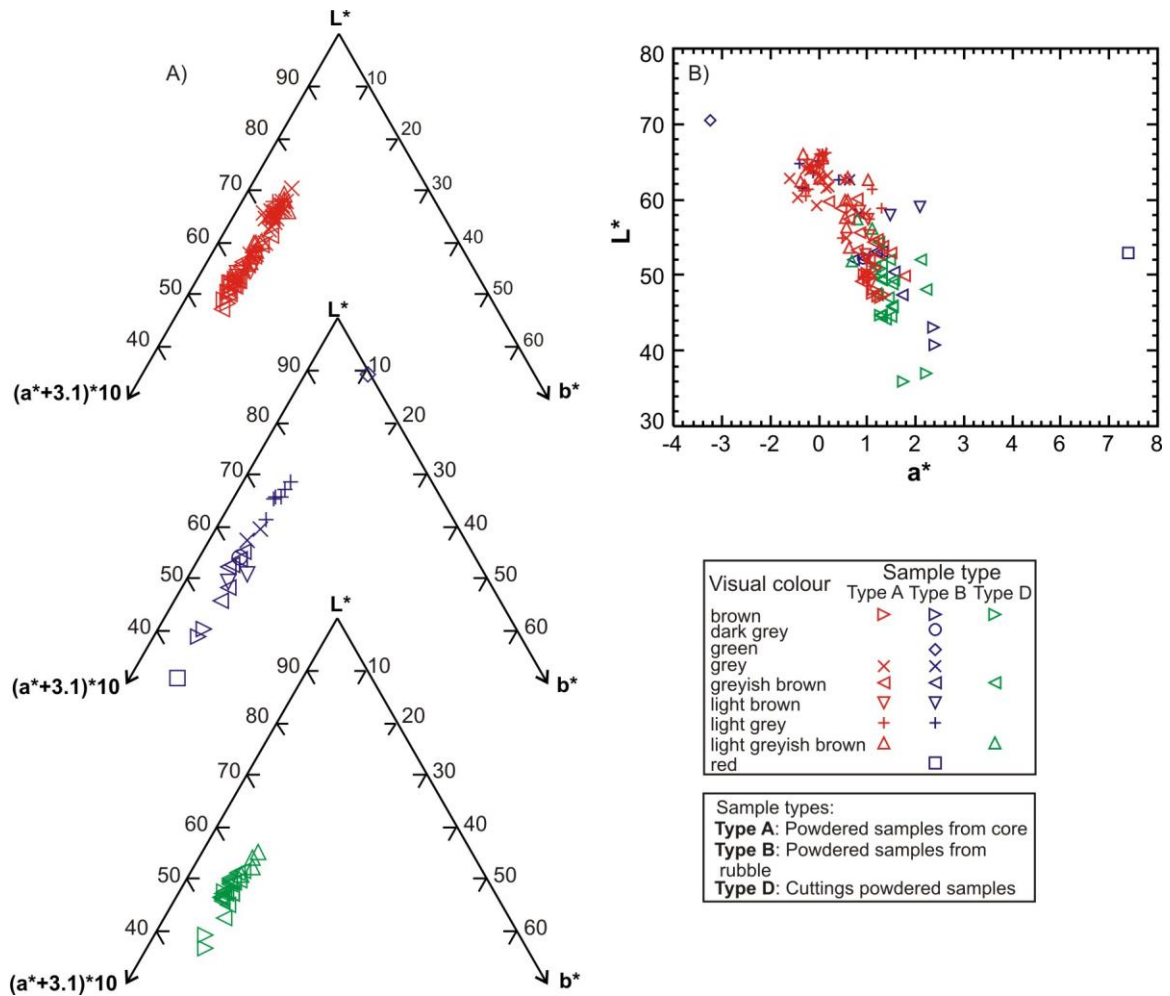 A)
L*
90
10
80
20
70
30
60
40
50
50
40
60
(a*+3.1)*10
b*
L*
90
10
80
20
70
30
60
40
50
50
40
60
(a*+3.1)*10
b*
L*
90
10
80
20
70
30
60
40
50
50
40
60
(a*+3.1)*10
b*
B)
80
70
60
50
40
30
L*
-4 -2 -1 0 1 2 3 4 6 7 8
a*
Visual colour Sample type
Type A Type B Type D
brown
dark grey
green
grey
greyish brown
light brown
light grey
light greyish brown
red
Sample types:
Type A: Powdered samples from core
Type B: Powdered samples from
rubble
Type D: Cuttings powdered samples